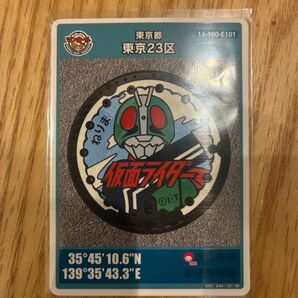 東京都
13-100-E101
東京23区
ねりま
仮面ライダー
©I･T
35°45'10.6"N
139°35'43.3"E